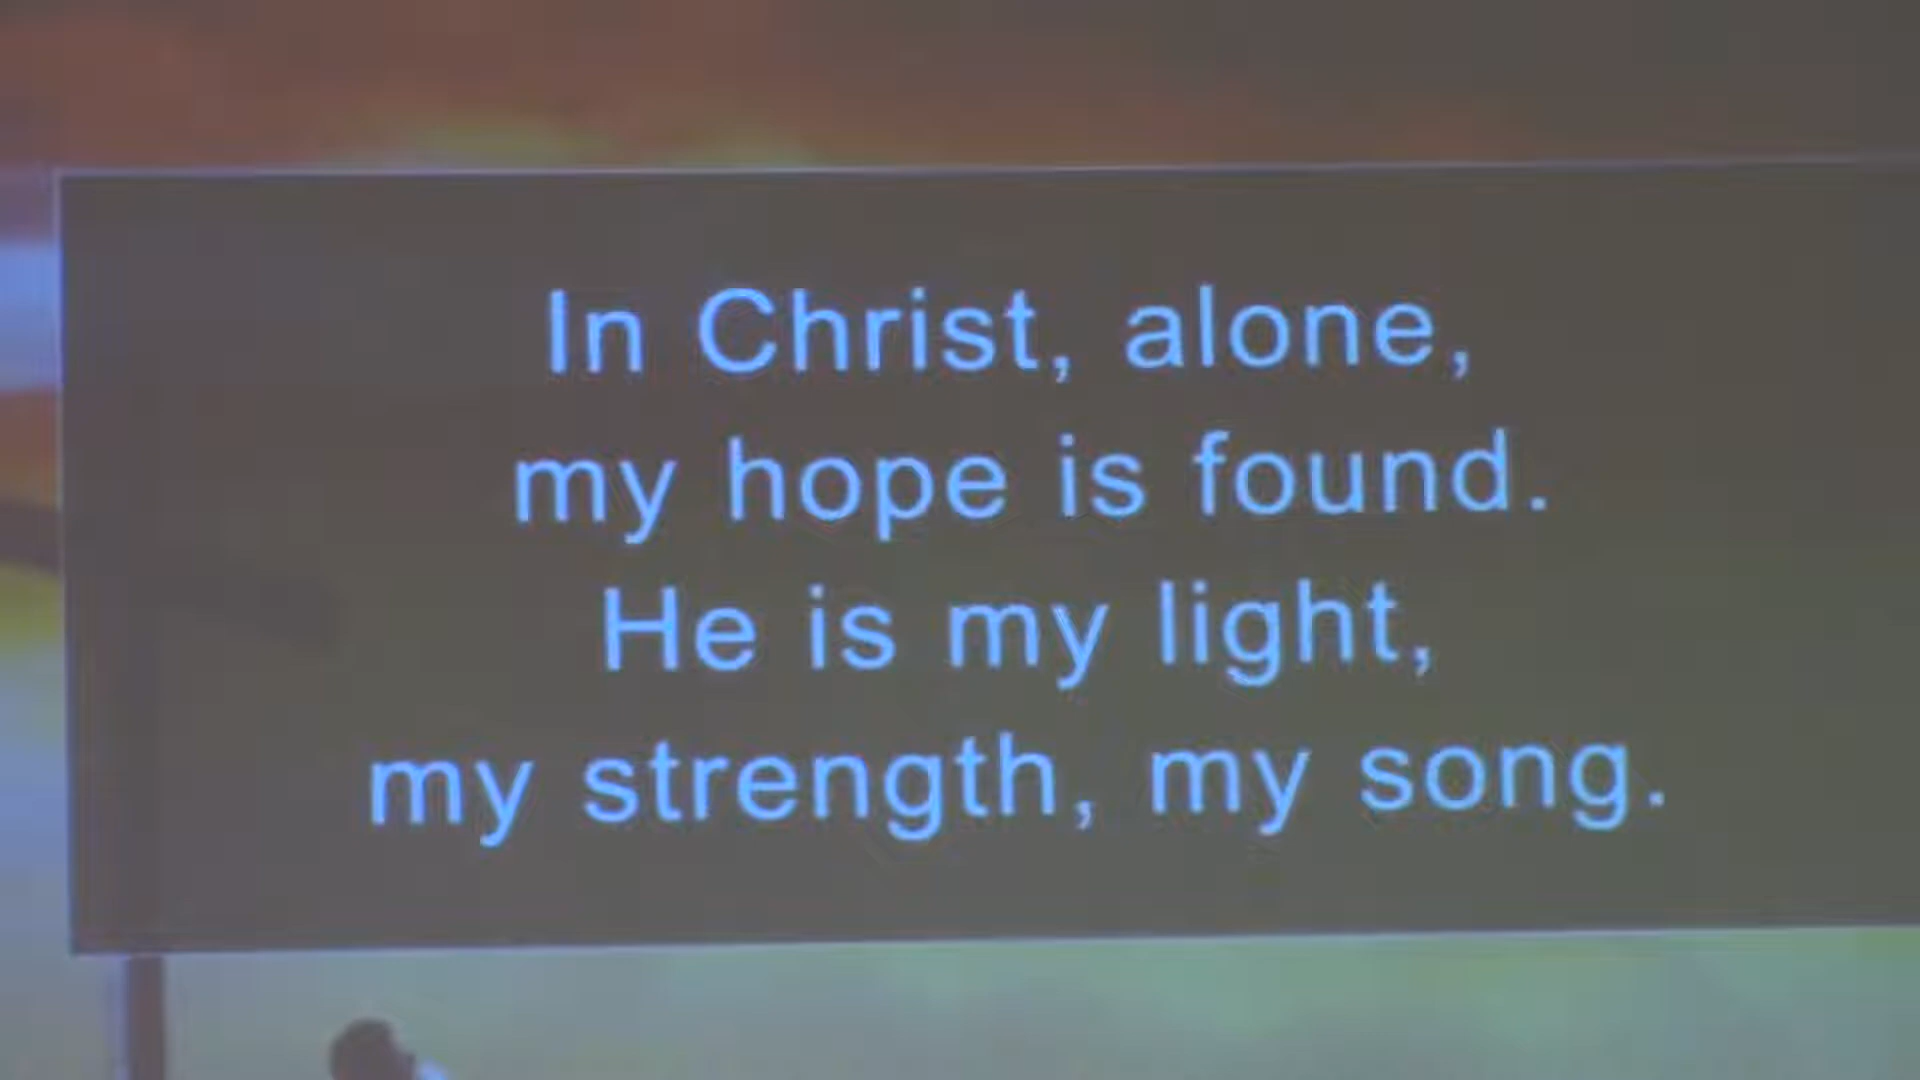 In Christ, alone,
my hope is found.
He is my light,
my strength, my song.